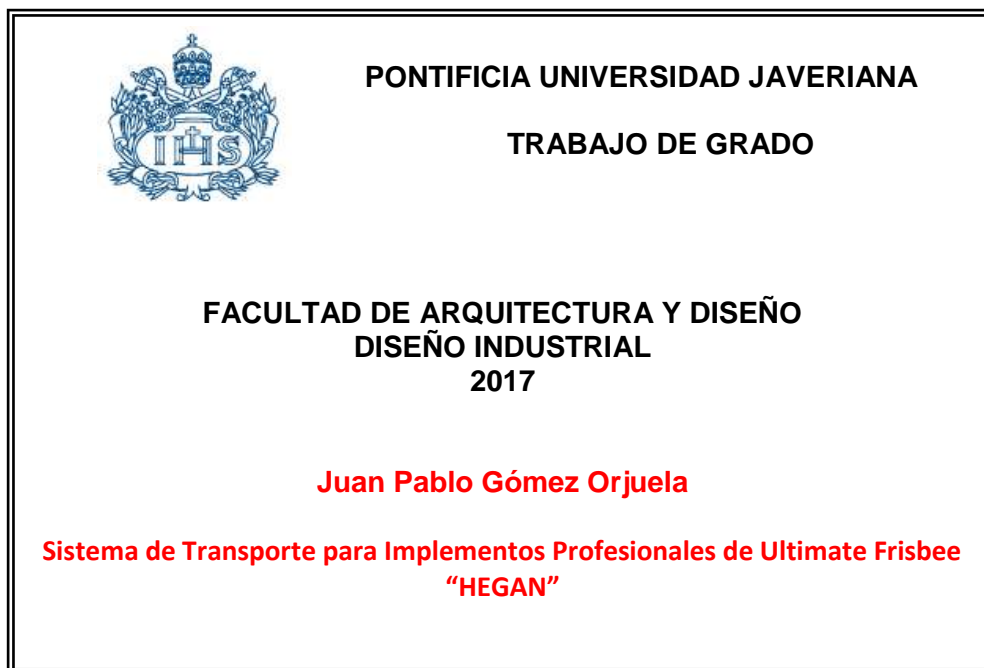 IHS
PONTIFICIA UNIVERSIDAD JAVERIANA
TRABAJO DE GRADO
FACULTAD DE ARQUITECTURA Y DISEÑO
DISEÑO INDUSTRIAL
2017
Juan Pablo Gómez Orjuela
Sistema de Transporte para Implementos Profesionales de Ultimate Frisbee
“HEGAN”